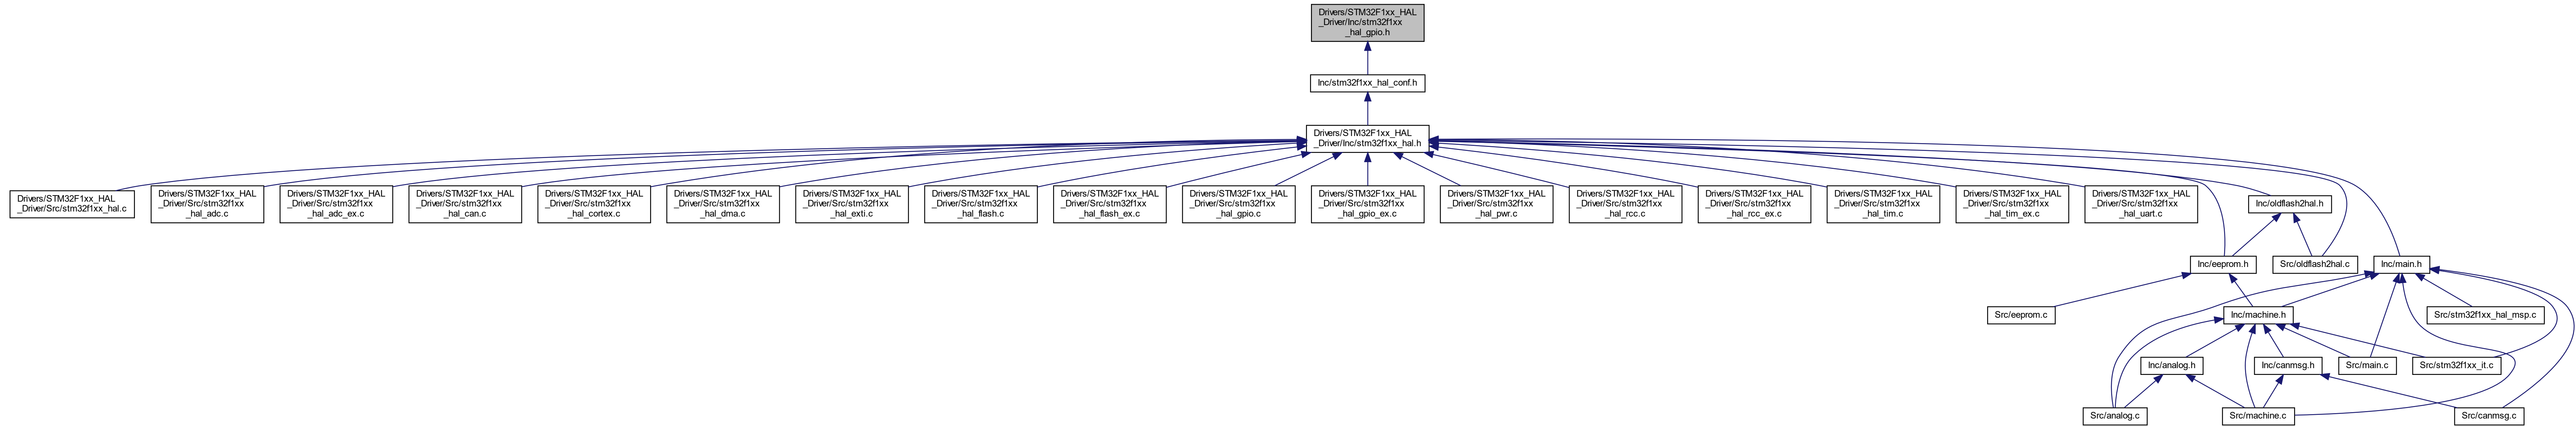 Drivers/STM32F1xx_HAL
_Driver/Inc/stm32f1xx
_hal_gpio.h
Inc/stm32f1xx_hal_conf.h
Drivers/STM32F1xx_HAL
_Driver/Inc/stm32f1xx_hal.h
Drivers/STM32F1xx_HAL
_Driver/Src/stm32f1xx_hal.c
Drivers/STM32F1xx_HAL
_Driver/Src/stm32f1xx
_hal_adc.c
Drivers/STM32F1xx_HAL
_Driver/Src/stm32f1xx
_hal_adc_ex.c
Drivers/STM32F1xx_HAL
_Driver/Src/stm32f1xx
_hal_can.c
Drivers/STM32F1xx_HAL
_Driver/Src/stm32f1xx
_hal_cortex.c
Drivers/STM32F1xx_HAL
_Driver/Src/stm32f1xx
_hal_dma.c
Drivers/STM32F1xx_HAL
_Driver/Src/stm32f1xx
_hal_exti.c
Drivers/STM32F1xx_HAL
_Driver/Src/stm32f1xx
_hal_flash.c
Drivers/STM32F1xx_HAL
_Driver/Src/stm32f1xx
_hal_flash_ex.c
Drivers/STM32F1xx_HAL
_Driver/Src/stm32f1xx
_hal_gpio.c
Drivers/STM32F1xx_HAL
_Driver/Src/stm32f1xx
_hal_gpio_ex.c
Drivers/STM32F1xx_HAL
_Driver/Src/stm32f1xx
_hal_pwr.c
Drivers/STM32F1xx_HAL
_Driver/Src/stm32f1xx
_hal_rcc.c
Drivers/STM32F1xx_HAL
_Driver/Src/stm32f1xx
_hal_rcc_ex.c
Drivers/STM32F1xx_HAL
_Driver/Src/stm32f1xx
_hal_tim.c
Drivers/STM32F1xx_HAL
_Driver/Src/stm32f1xx
_hal_tim_ex.c
Drivers/STM32F1xx_HAL
_Driver/Src/stm32f1xx
_hal_uart.c
Inc/oldflash2hal.h
Inc/eeprom.h
Src/oldflash2hal.c
Inc/main.h
Src/eeprom.c
Inc/machine.h
Src/stm32f1xx_hal_msp.c
Inc/analog.h
Inc/canmsg.h
Src/main.c
Src/stm32f1xx_it.c
Src/analog.c
Src/machine.c
Src/canmsg.c